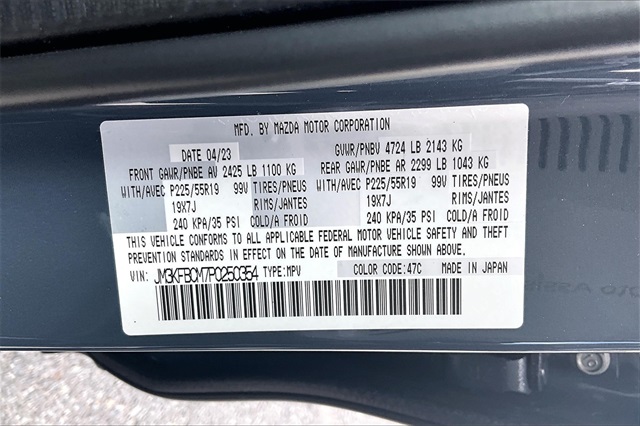 MFD. BY MAZDA MOTOR CORPORATION
DATE 04/23 GVWR/PNBV 4724 LB 2143 KG
FRONT GAWR/PNBE AV 2425 LB 1100 KG REAR GAWR/PNBE AR 2299 LB 1043 KG
WITH/AVEC P225/55R19 99V TIRES/PNEUS WITH/AVEC P225/55R19 99V TIRES/PNEUS
19X7J RIMS/JANTES 19X7J RIMS/JANTES
240 KPA/35 PSI COLD/A FROID 240 KPA/35 PSI COLD/A FROID
THIS VEHICLE CONFORMS TO ALL APPLICABLE FEDERAL MOTOR VEHICLE SAFETY AND THEFT
PREVENTION STANDARDS IN EFFECT ON THE DATE OF MANUFACTURE SHOWN ABOVE.
VIN: JM3KFBCM7P0250354 TYPE: MPV COLOR CODE: 47C MADE IN JAPAN